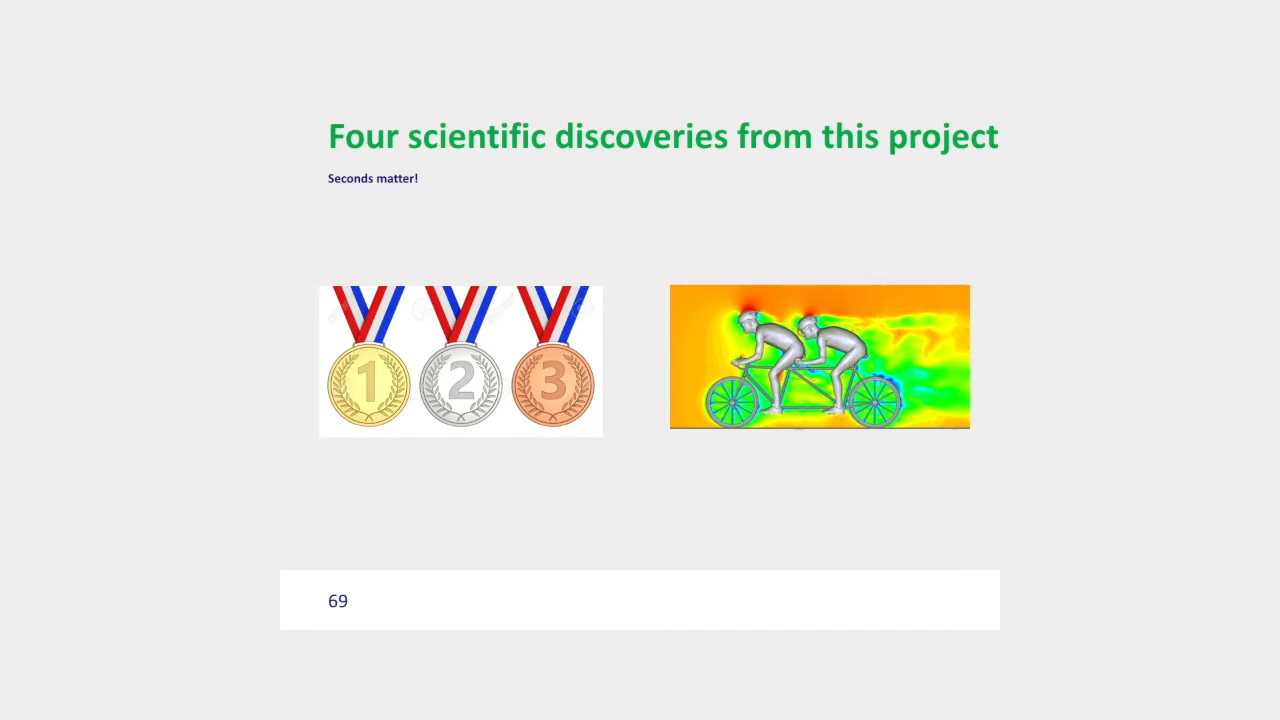 Four scientific discoveries from this project
Seconds matter!
1 2 3
69